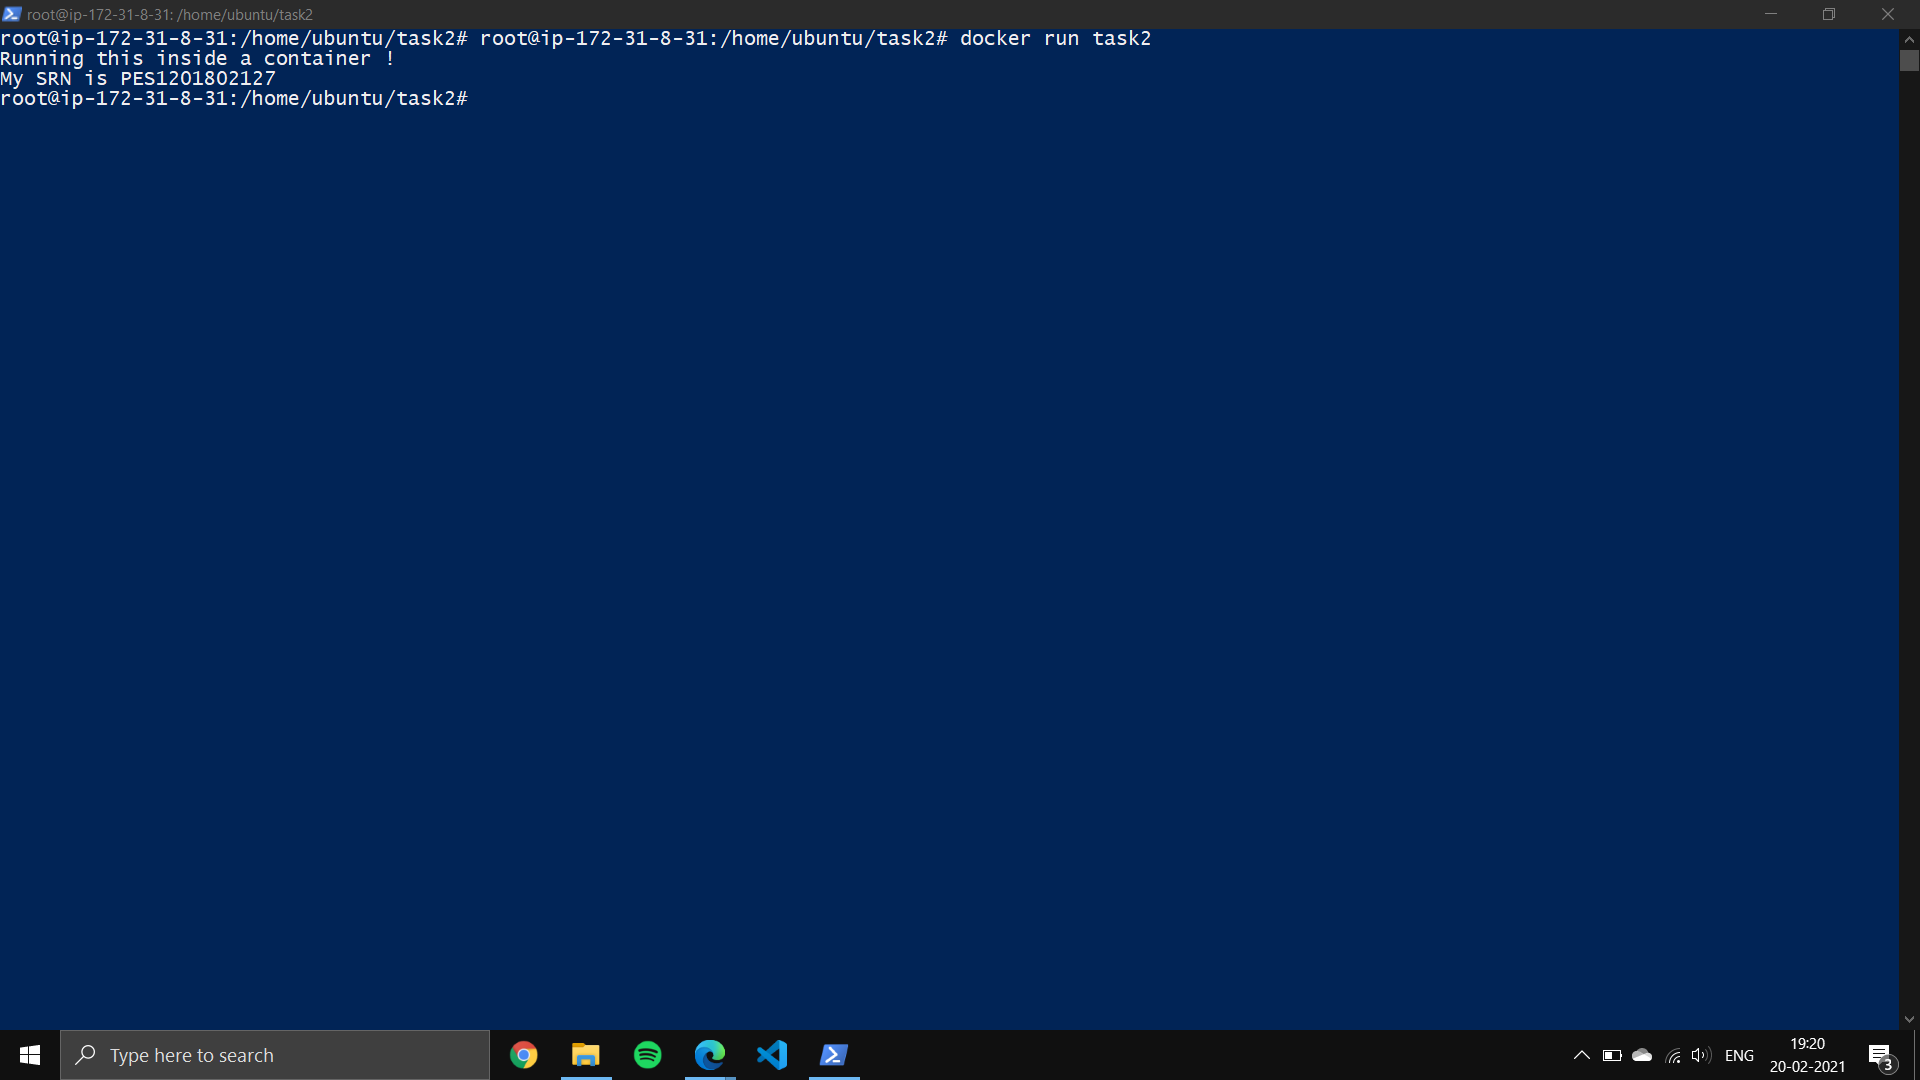 root@ip-172-31-8-31: /home/ubuntu/task2
root@ip-172-31-8-31:/home/ubuntu/task2# root@ip-172-31-8-31:/home/ubuntu/task2# docker run task2
Running this inside a container !
My SRN is PES1201802127
root@ip-172-31-8-31:/home/ubuntu/task2#
Type here to search
ENG
19:20
20-02-2021
3